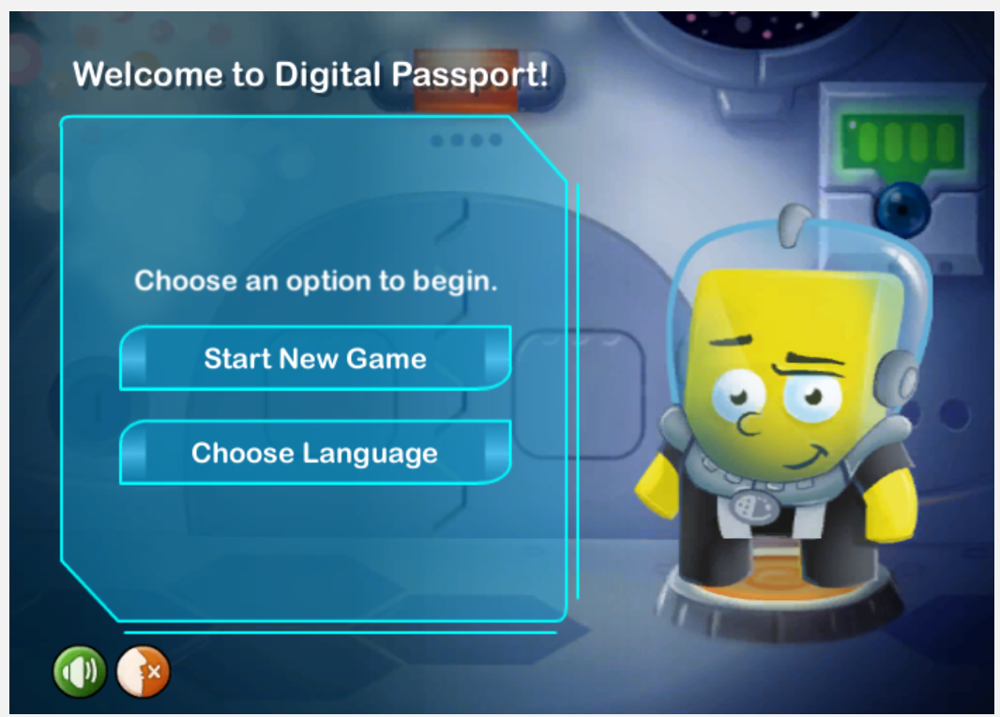 Welcome to Digital Passport!
Choose an option to begin.
Start New Game
Choose Language